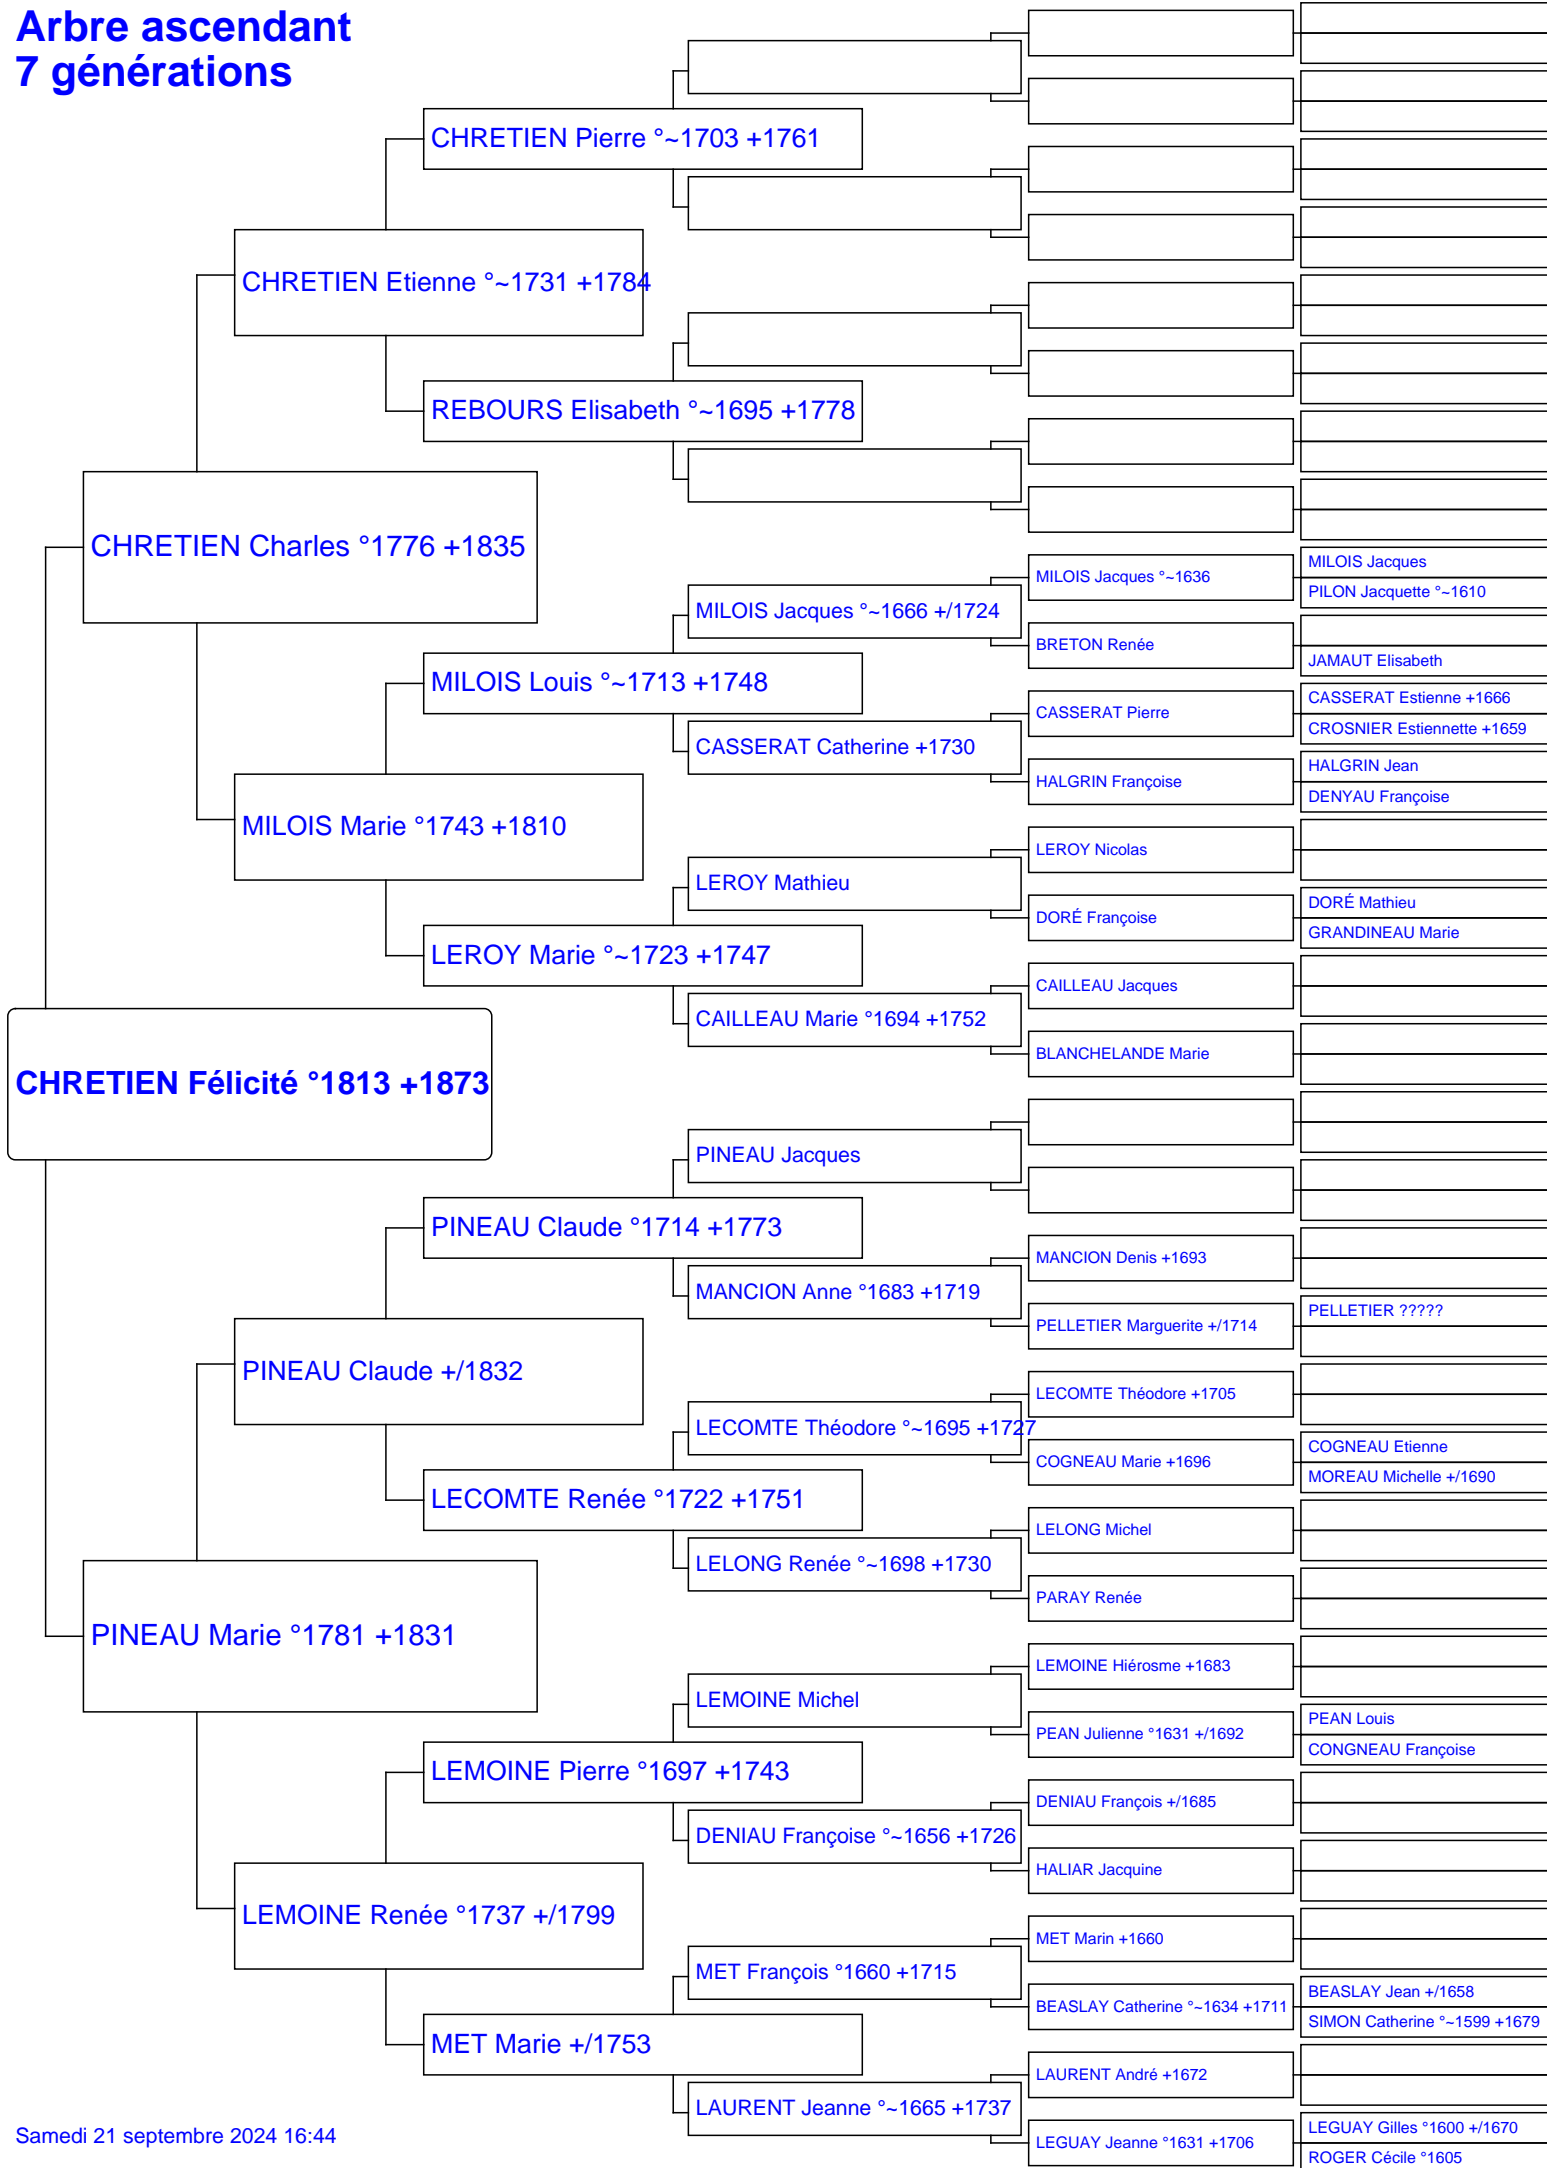 Arbre ascendant
7 générations
CHRETIEN Pierre °~1703 +1761
CHRETIEN Etienne °~1731 +1784
REBOURS Elisabeth °~1695 +1778
CHRETIEN Charles °1776 +1835
MILOIS Jacques
MILOIS Jacques °~1636
PILON Jacquette °~1610
MILOIS Jacques °~1666 +/1724
BRETON Renée
JAMAUT Elisabeth
MILOIS Louis °~1713 +1748
CASSERAT Estienne +1666
CASSERAT Pierre
CROSNIER Estiennette +1659
CASSERAT Catherine +1730
HALGRIN Jean
HALGRIN Françoise
DENYAU Françoise
MILOIS Marie °1743 +1810
LEROY Nicolas
LEROY Mathieu
DORÉ Mathieu
DORÉ Françoise
GRANDINEAU Marie
LEROY Marie °~1723 +1747
CAILLEAU Jacques
CAILLEAU Marie °1694 +1752
BLANCHELANDE Marie
CHRETIEN Félicité °1813 +1873
PINEAU Jacques
PINEAU Claude °1714 +1773
MANCION Denis +1693
MANCION Anne °1683 +1719
PELLETIER ?????
PELLETIER Marguerite +/1714
PINEAU Claude +/1832
LECOMTE Théodore +1705
LECOMTE Théodore °~1695 +1727
COGNEAU Etienne
COGNEAU Marie +1696
MOREAU Michelle +/1690
LECOMTE Renée °1722 +1751
LELONG Michel
LELONG Renée °~1698 +1730
PARAY Renée
PINEAU Marie °1781 +1831
LEMOINE Hiérosme +1683
LEMOINE Michel
PEAN Louis
PEAN Julienne °1631 +/1692
CONGNEAU Françoise
LEMOINE Pierre °1697 +1743
DENIAU François +/1685
DENIAU Françoise °~1656 +1726
HALIAR Jacquine
LEMOINE Renée °1737 +/1799
MET Marin +1660
MET François °1660 +1715
BEASLAY Jean +/1658
BEASLAY Catherine °~1634 +1711
SIMON Catherine °~1599 +1679
MET Marie +/1753
LAURENT André +1672
LAURENT Jeanne °~1665 +1737
LEGUAY Gilles °1600 +/1670
LEGUAY Jeanne °1631 +1706
ROGER Cécile °1605
Samedi 21 septembre 2024 16:44